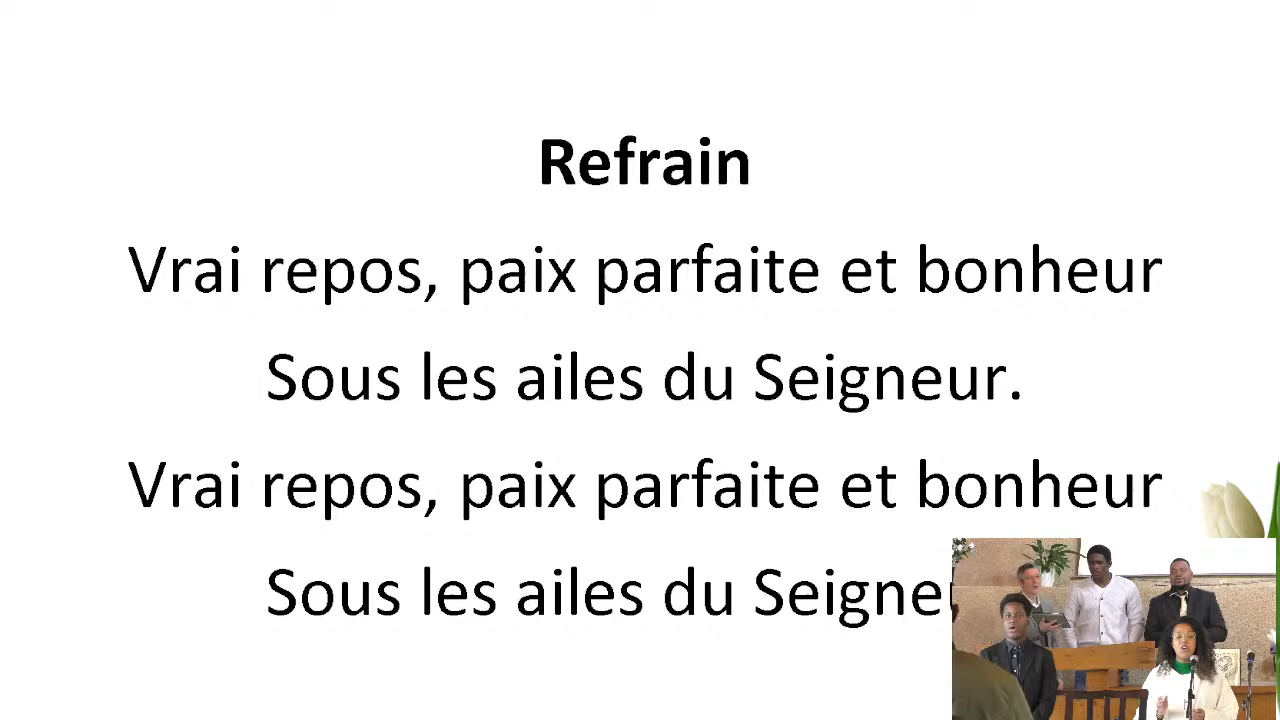 Refrain
Vrai repos, paix parfaite et bonheur
Sous les ailes du Seigneur.
Vrai repos, paix parfaite et bonheur
Sous les ailes du